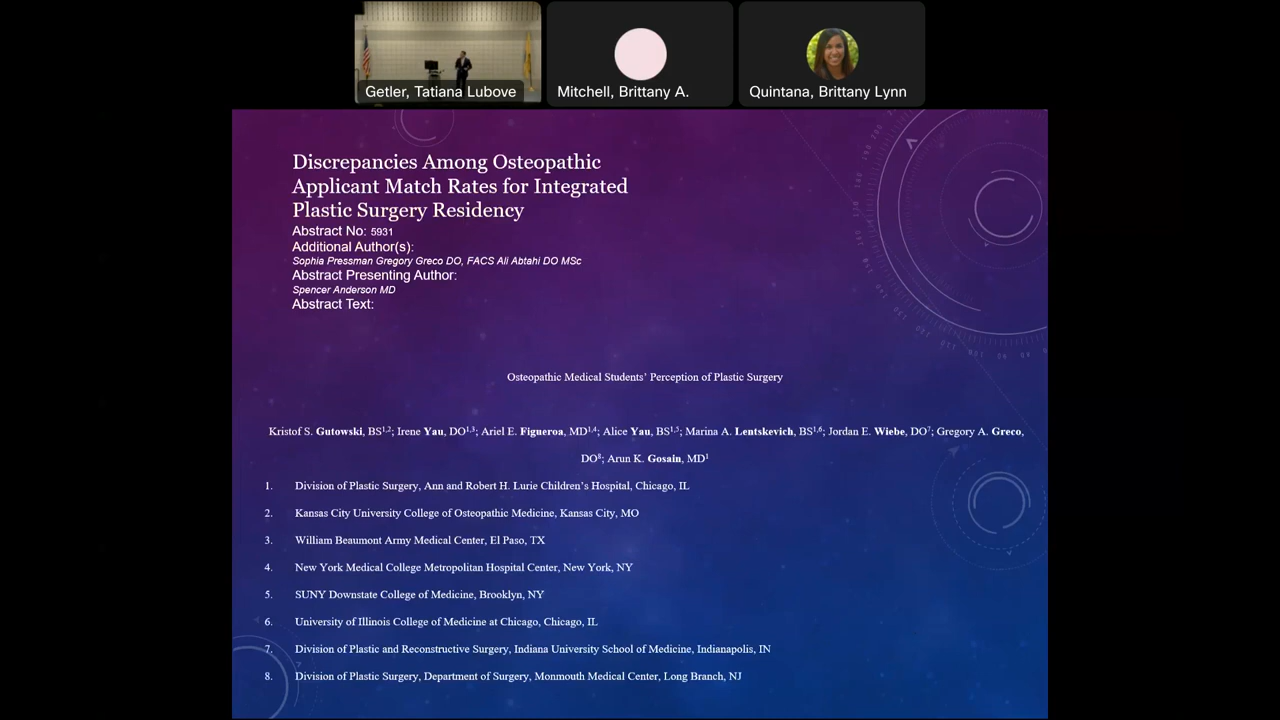 Getler, Tatiana Lubove
Mitchell, Brittany A.
Quintana, Brittany Lynn
Discrepancies Among Osteopathic
Applicant Match Rates for Integrated
Plastic Surgery Residency
Abstract No: 5931
Additional Author(s):
Sophia Pressman Gregory Greco DO, FACS Ali Abtahi DO MSc
Abstract Presenting Author:
Spencer Anderson MD
Abstract Text:
Osteopathic Medical Students’ Perception of Plastic Surgery
Kristof S. Gutowski, BS1,2; Irene Yau, DO1,3; Ariel E. Figueroa, MD1,4; Alice Yau, BS1,5; Marina A. Lentskevich, BS1,6; Jordan E. Wiebe, DO7; Gregory A. Greco,
DO8; Arun K. Gosain, MD1
1. Division of Plastic Surgery, Ann and Robert H. Lurie Children’s Hospital, Chicago, IL
2. Kansas City University College of Osteopathic Medicine, Kansas City, MO
3. William Beaumont Army Medical Center, El Paso, TX
4. New York Medical College Metropolitan Hospital Center, New York, NY
5. SUNY Downstate College of Medicine, Brooklyn, NY
6. University of Illinois College of Medicine at Chicago, Chicago, IL
7. Division of Plastic and Reconstructive Surgery, Indiana University School of Medicine, Indianapolis, IN
8. Division of Plastic Surgery, Department of Surgery, Monmouth Medical Center, Long Branch, NJ